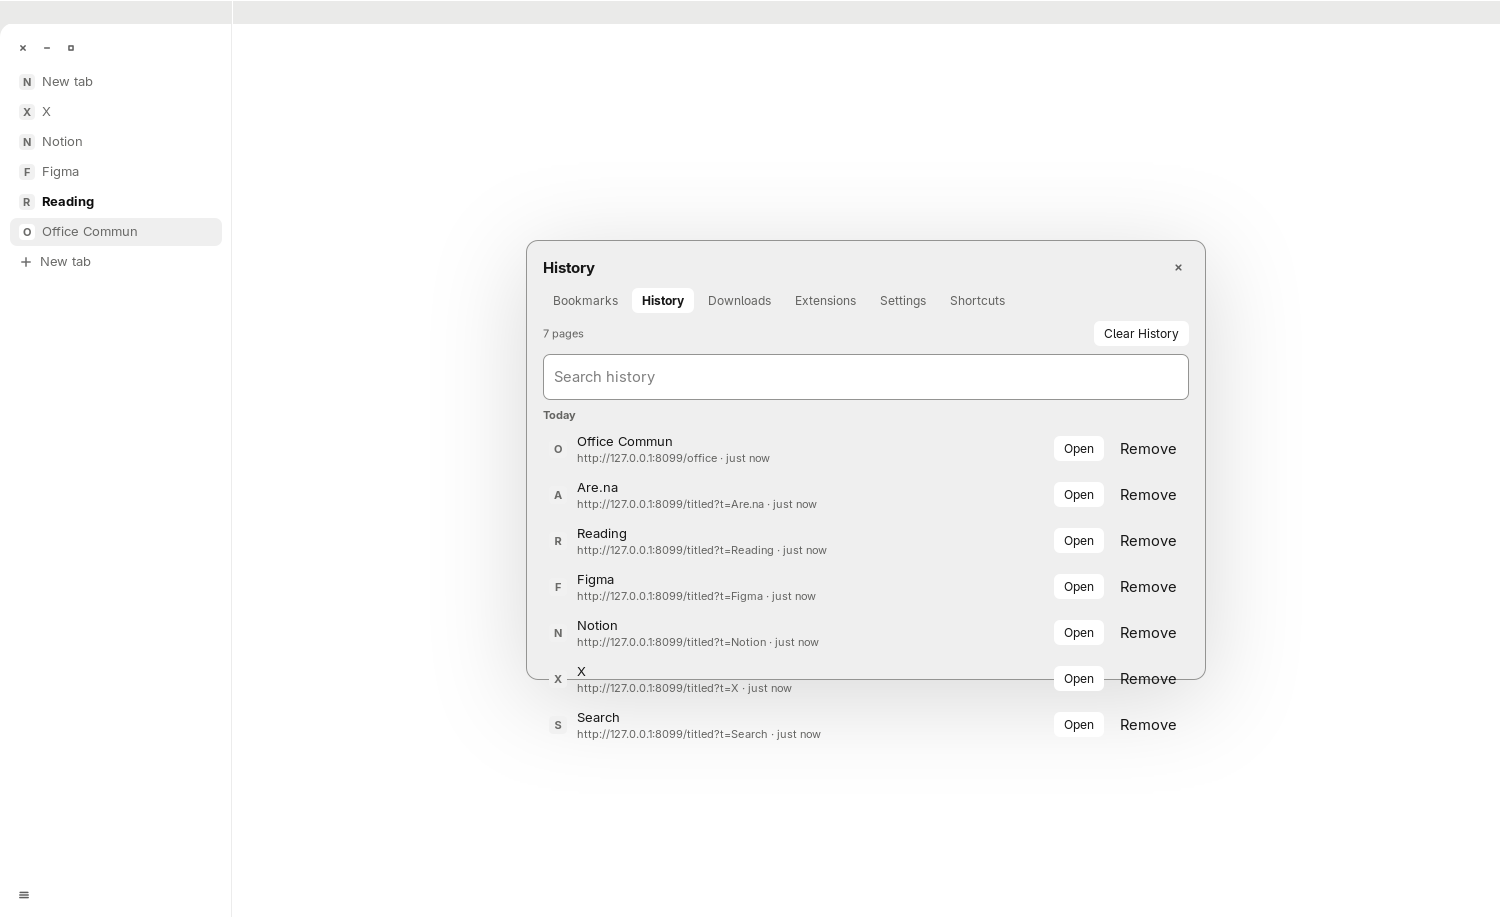 N New tab
X X
N Notion
F Figma
R Reading
O Office Commun
+ New tab
History
Bookmarks History Downloads Extensions Settings Shortcuts
7 pages Clear History
Search history
Today
O Office Commun
http://127.0.0.1:8099/office · just now
Open Remove
A Are.na
http://127.0.0.1:8099/titled?t=Are.na · just now
Open Remove
R Reading
http://127.0.0.1:8099/titled?t=Reading · just now
Open Remove
F Figma
http://127.0.0.1:8099/titled?t=Figma · just now
Open Remove
N Notion
http://127.0.0.1:8099/titled?t=Notion · just now
Open Remove
X X
http://127.0.0.1:8099/titled?t=X · just now
Open Remove
S Search
http://127.0.0.1:8099/titled?t=Search · just now
Open Remove